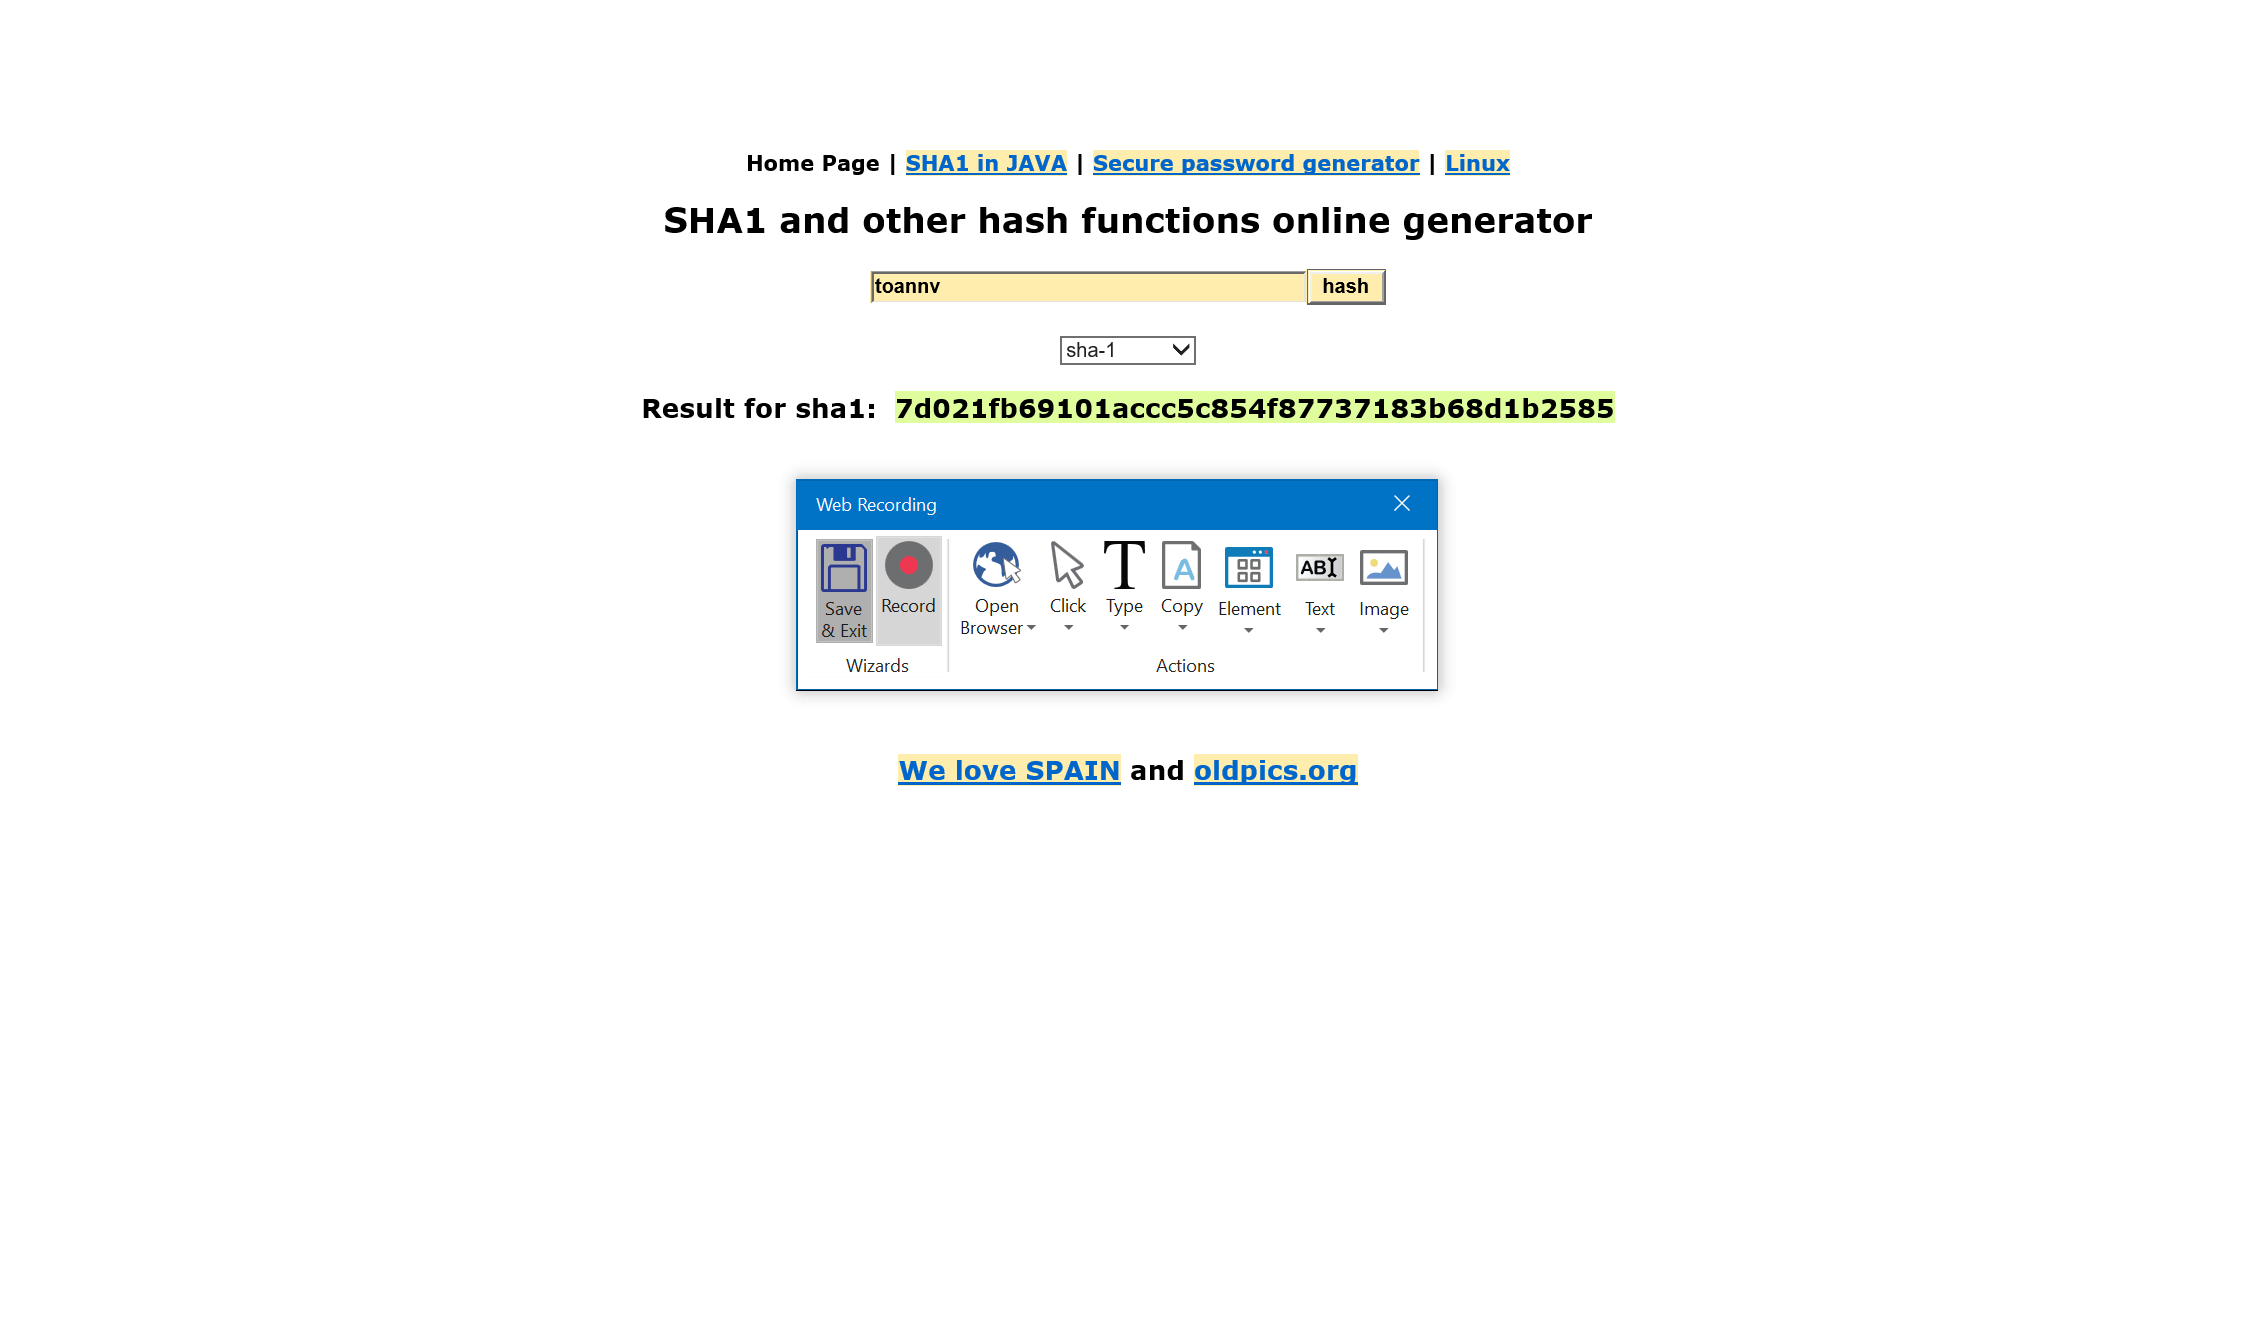 Home Page | SHA1 in JAVA | Secure password generator | Linux
SHA1 and other hash functions online generator
toannv hash
sha-1
Result for sha1: 7d021fb69101accc5c854f87737183b68d1b2585
Web Recording
Save & Exit
Record
Open Browser
Click
Type
Copy
Element
ABI
Text
Image
Wizards
Actions
We love SPAIN and oldpics.org